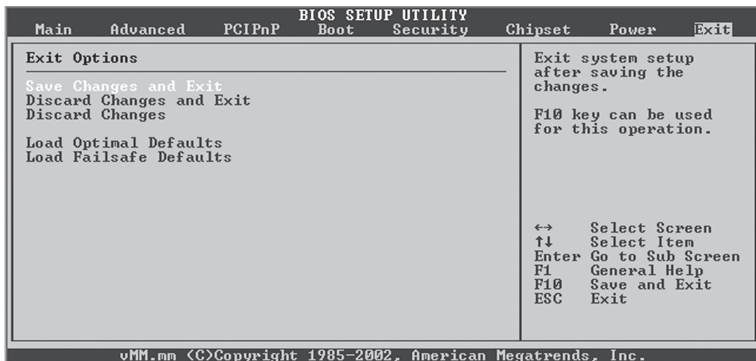 BIOS SETUP UTILITY
Main Advanced PCIPnP Boot Security Chipset Power Exit
Exit Options
Save Changes and Exit
Discard Changes and Exit
Discard Changes
Load Optimal Defaults
Load Failsafe Defaults
Exit system setup
after saving the
changes.
F10 key can be used
for this operation.
↔ Select Screen
↑↓ Select Item
Enter Go to Sub Screen
F1 General Help
F10 Save and Exit
ESC Exit
vMM.mm (C)Copyright 1985-2002, American Megatrends, Inc.